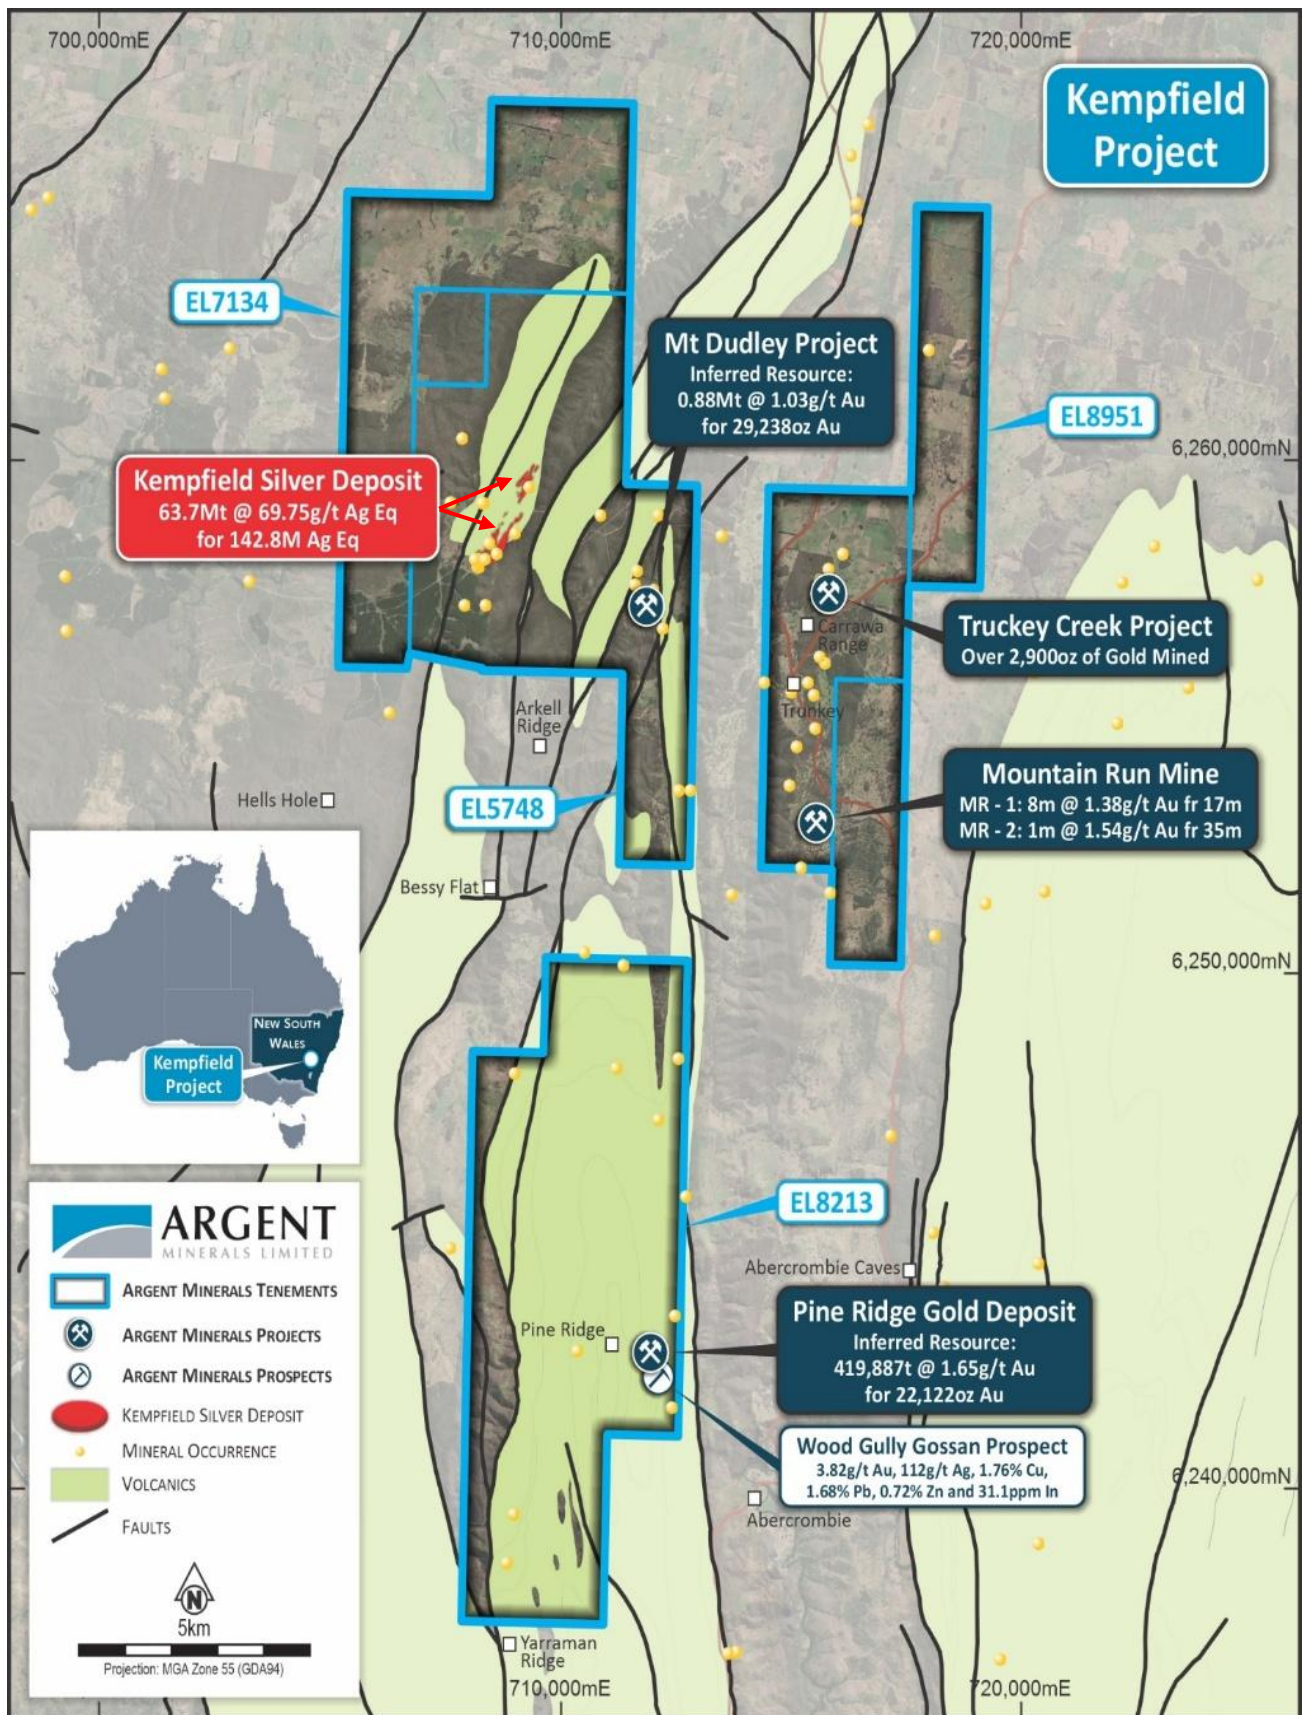 700,000mE
710,000mE
720,000mE
Kempfield
Project
EL7134
Mt Dudley Project
Inferred Resource:
0.88Mt @ 1.03g/t Au
for 29,238oz Au
EL8951
6,260,000mN
Kempfield Silver Deposit
63.7Mt @ 69.75g/t Ag Eq
for 142.8M Ag Eq
Carrawa
Range
Truckey Creek Project
Over 2,900oz of Gold Mined
Trunkey
Arkell
Ridge
Hells Hole
EL5748
Mountain Run Mine
MR - 1: 8m @ 1.38g/t Au fr 17m
MR - 2: 1m @ 1.54g/t Au fr 35m
Bessy Flat
6,250,000mN
NEW SOUTH
WALES
Kempfield
Project
EL8213
Abercrombie Caves
Pine Ridge
Pine Ridge Gold Deposit
Inferred Resource:
419,887t @ 1.65g/t Au
for 22,122oz Au
Wood Gully Gossan Prospect
3.82g/t Au, 112g/t Ag, 1.76% Cu,
1.68% Pb, 0.72% Zn and 31.1ppm In
6,240,000mN
Abercrombie
Yarraman
Ridge
710,000mE
720,000mE
ARGENT
MINERALS LIMITED
ARGENT MINERALS TENEMENTS
ARGENT MINERALS PROJECTS
ARGENT MINERALS PROSPECTS
KEMPFIELD SILVER DEPOSIT
MINERAL OCCURRENCE
VOLCANICS
FAULTS
N
5km
Projection: MGA Zone 55 (GDA94)